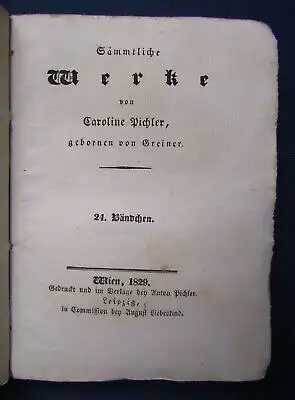 Sämmtliche
Werke
von
Caroline Pichler,
gebornen von Greiner.
24. Bändchen.
Wien, 1829.
Gedruckt und im Verlage bey Anton Pichler.
Leipzig,
in Commission bey August Liebeskind.